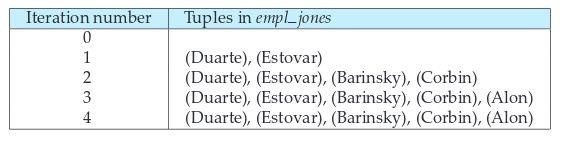 Iteration number Tuples in empl_jones
0
1 (Duarte), (Estovar)
2 (Duarte), (Estovar), (Barinsky), (Corbin)
3 (Duarte), (Estovar), (Barinsky), (Corbin), (Alon)
4 (Duarte), (Estovar), (Barinsky), (Corbin), (Alon)